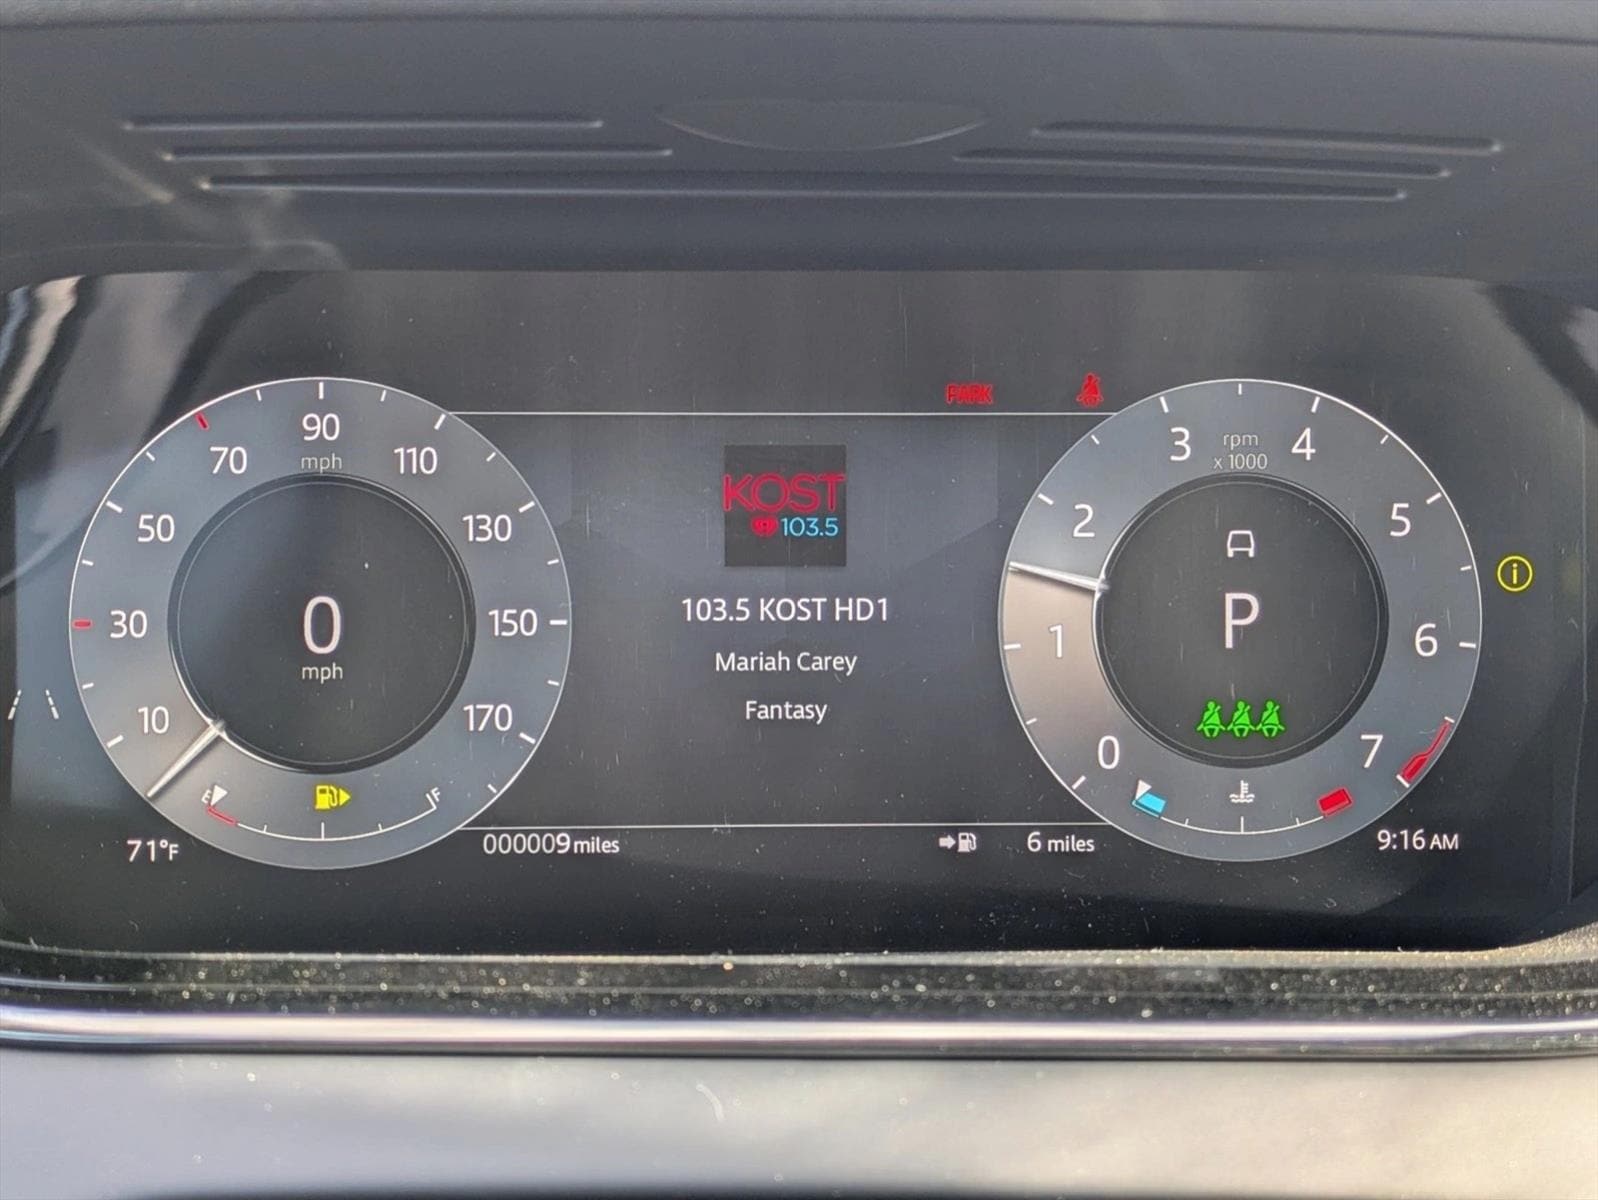 PARK
90
mph
70
110
50
130
30
150
10
170
0
mph
E
F
KOST
103.5
103.5 KOST HD1
Mariah Carey
Fantasy
rpm
x 1000
3
4
2
5
1
6
0
7
P
71°F
000009 miles
6 miles
9:16 AM
i